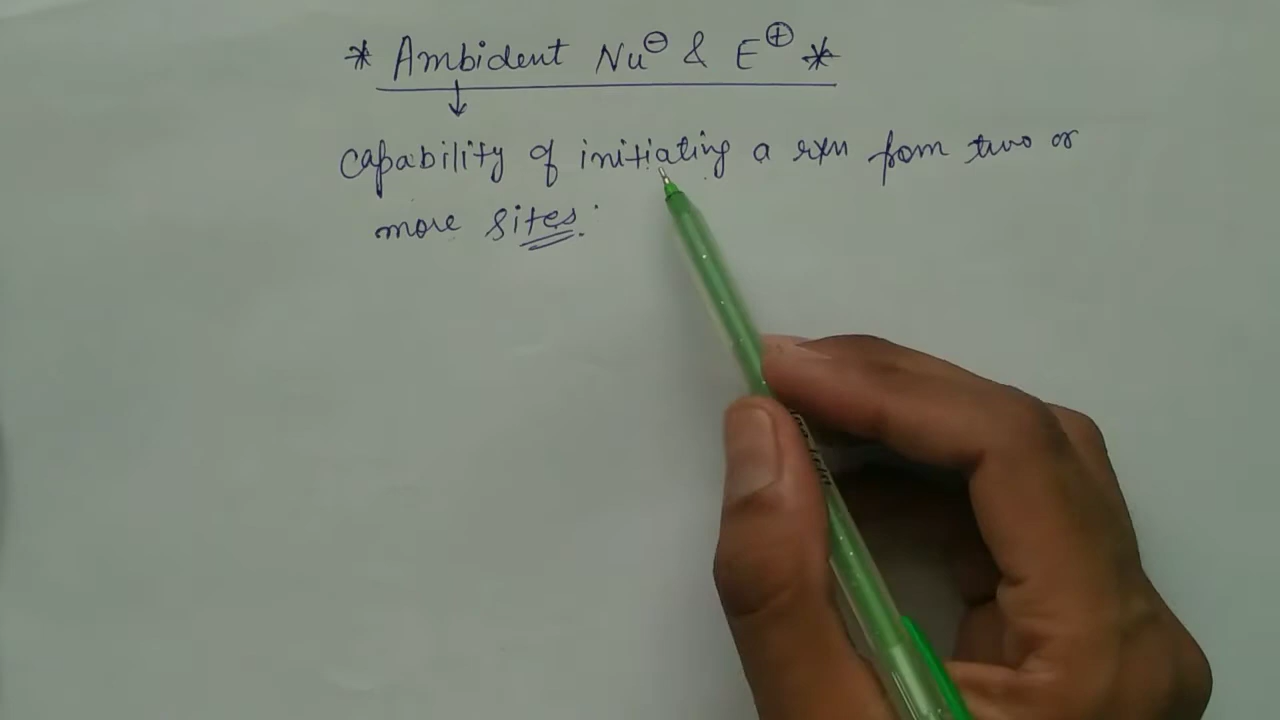 * Ambident Nu⊖ & E⊕ *
↓
Capability of initiating a rxn from two or
more sites.